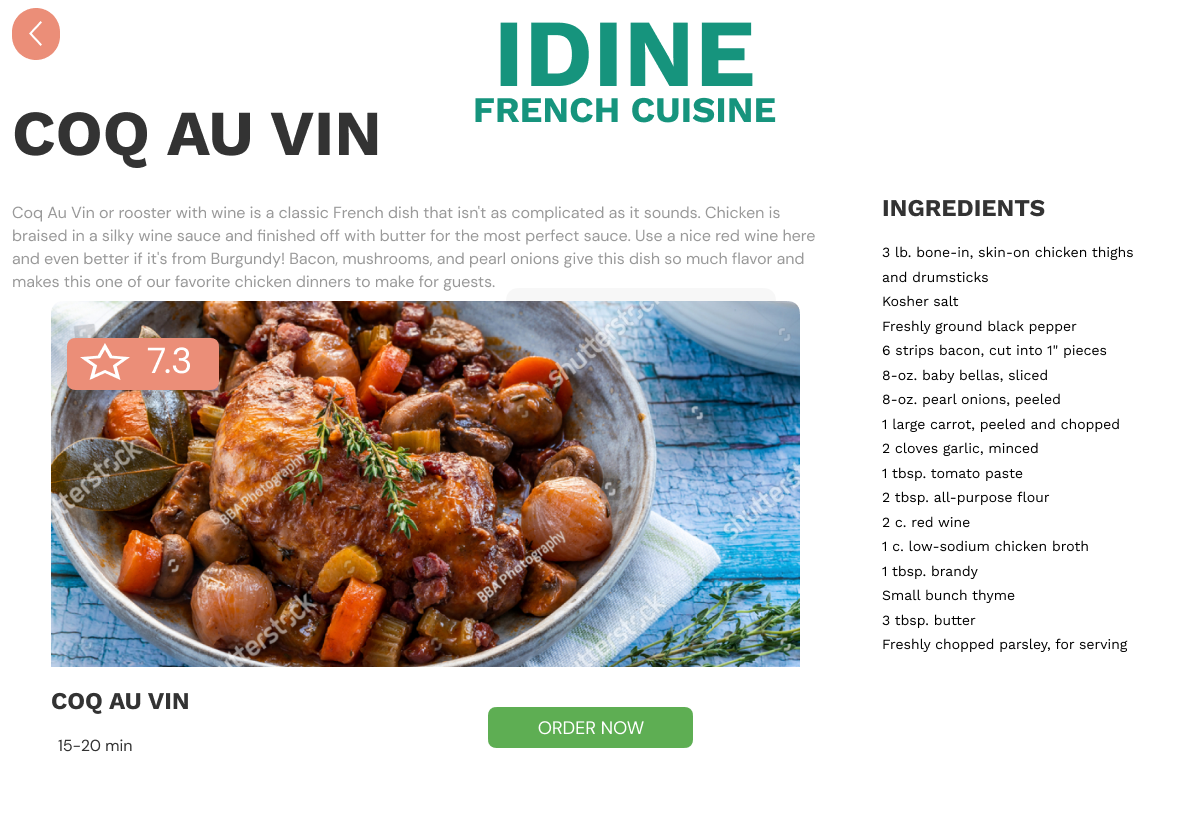 IDINE
FRENCH CUISINE
COQ AU VIN
Coq Au Vin or rooster with wine is a classic French dish that isn't as complicated as it sounds. Chicken is
braised in a silky wine sauce and finished off with butter for the most perfect sauce. Use a nice red wine here
and even better if it's from Burgundy! Bacon, mushrooms, and pearl onions give this dish so much flavor and
makes this one of our favorite chicken dinners to make for guests.
7.3
shutterstock
shutterstock
BBA Photography
shutterstock
BBA Photography
shutterstock
shutterstock
COQ AU VIN
15-20 min
ORDER NOW
INGREDIENTS
3 lb. bone-in, skin-on chicken thighs
and drumsticks
Kosher salt
Freshly ground black pepper
6 strips bacon, cut into 1" pieces
8-oz. baby bellas, sliced
8-oz. pearl onions, peeled
1 large carrot, peeled and chopped
2 cloves garlic, minced
1 tbsp. tomato paste
2 tbsp. all-purpose flour
2 c. red wine
1 c. low-sodium chicken broth
1 tbsp. brandy
Small bunch thyme
3 tbsp. butter
Freshly chopped parsley, for serving